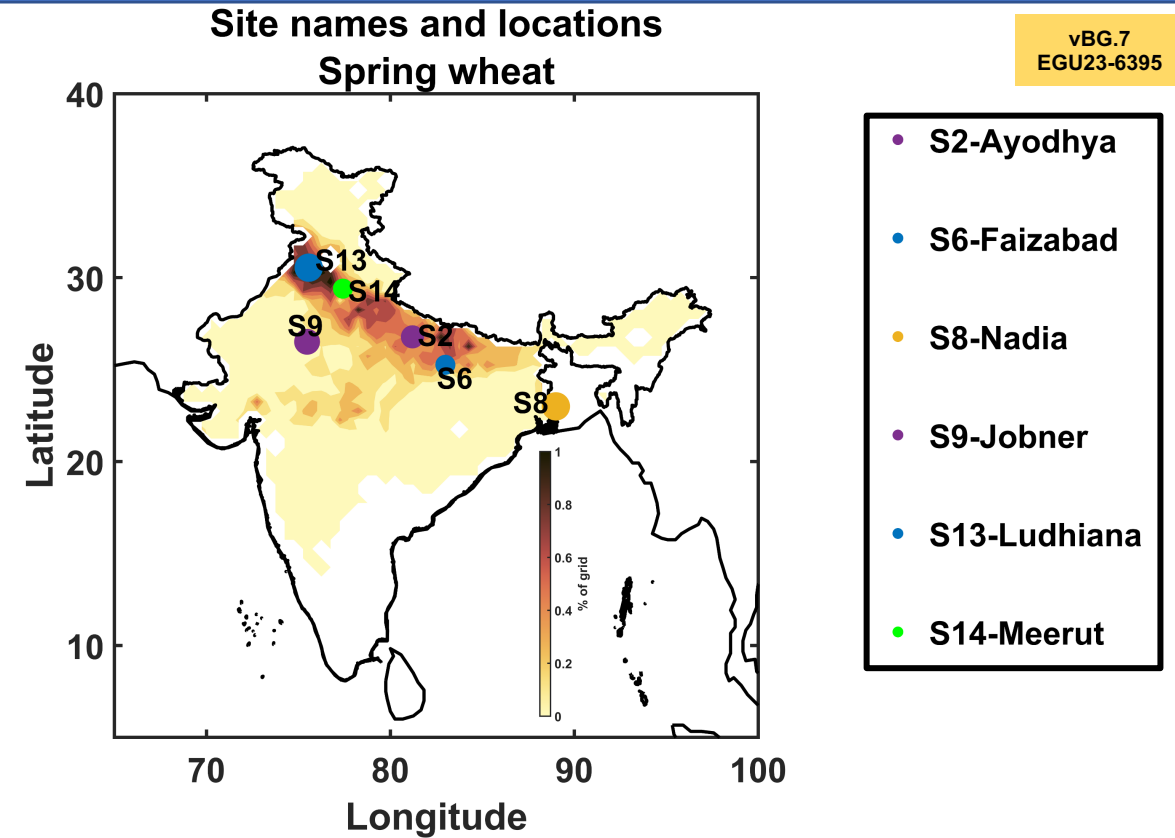 Site names and locations
Spring wheat
vBG.7
EGU23-6395
40
30
20
10
Latitude
70
80
90
100
Longitude
S13
S14
S9
S2
S6
S8
1
0.8
0.6
0.4
0.2
0
% of grid
S2-Ayodhya
S6-Faizabad
S8-Nadia
S9-Jobner
S13-Ludhiana
S14-Meerut